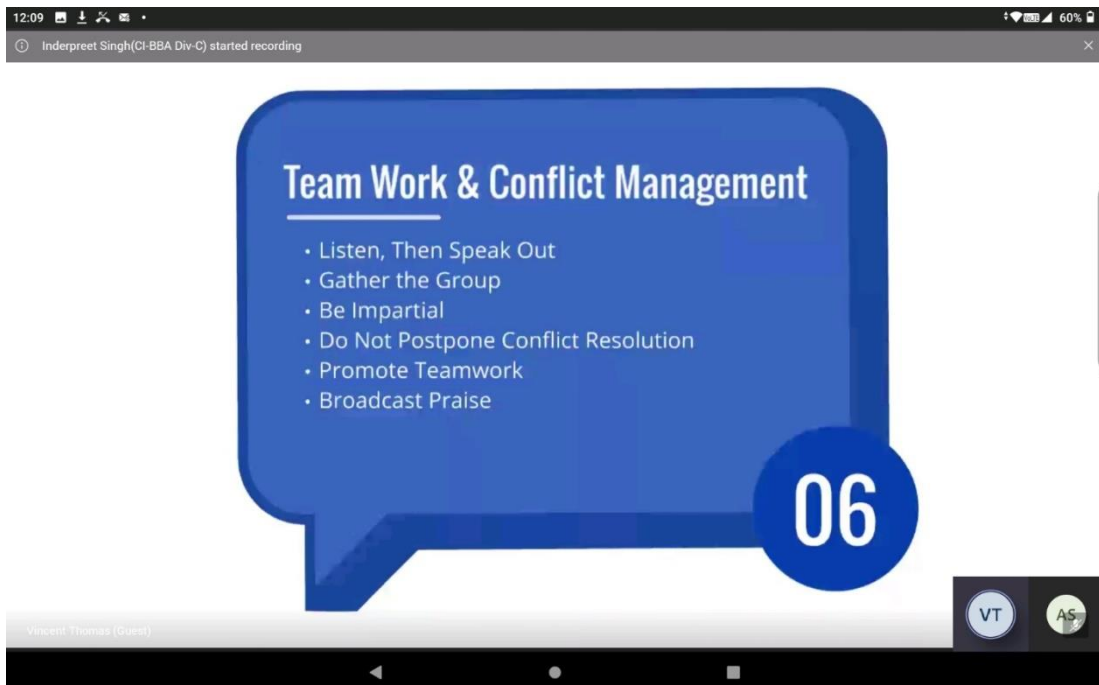 12:09
60%
Inderpreet Singh(CI-BBA Div-C) started recording
Team Work & Conflict Management
• Listen, Then Speak Out
• Gather the Group
• Be Impartial
• Do Not Postpone Conflict Resolution
• Promote Teamwork
• Broadcast Praise
06
VT
AS
Vincent Thomas (Guest)